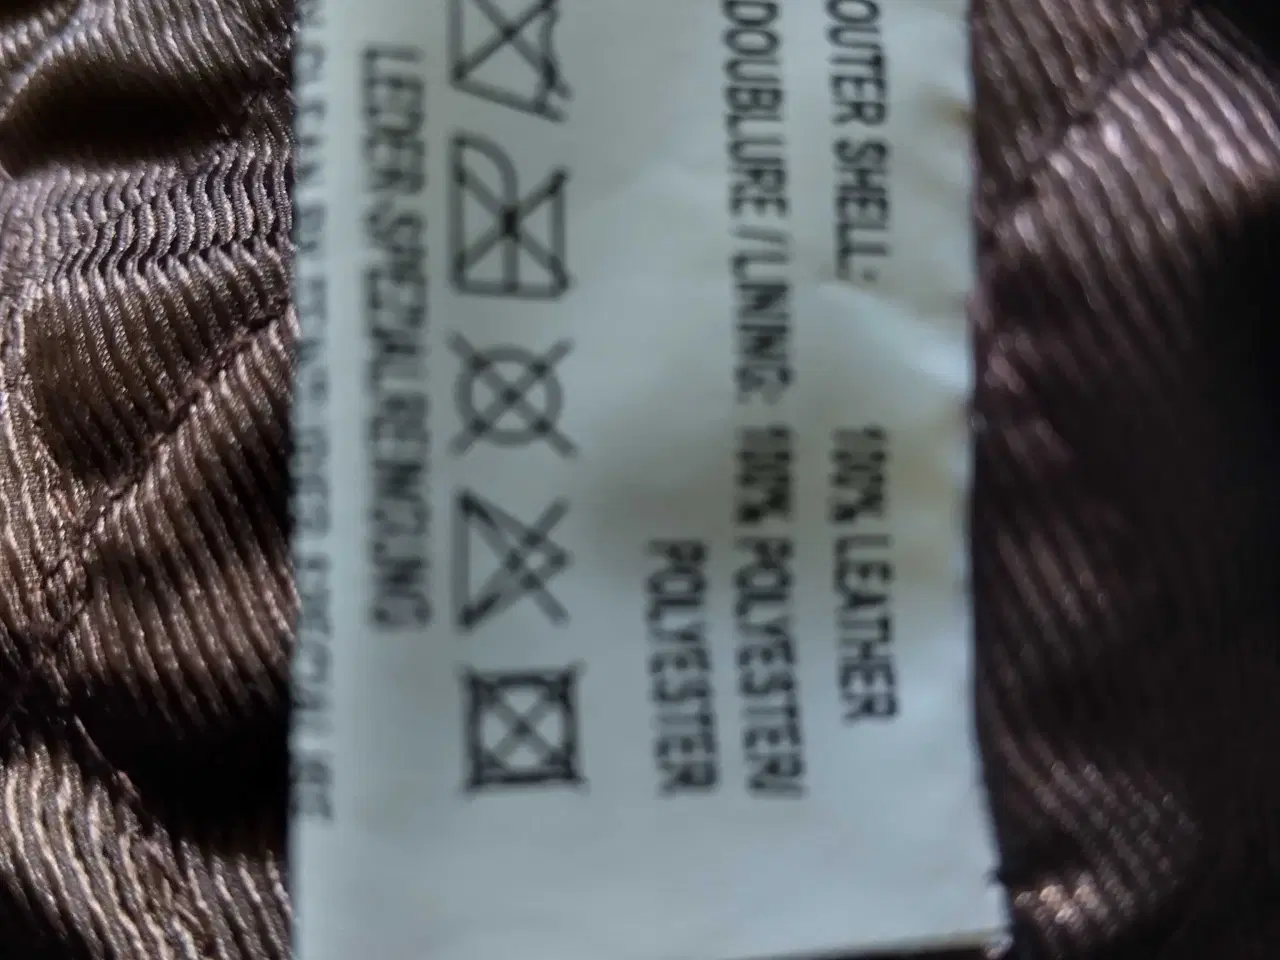 OUTER SHELL: 100% LEATHER
DOUBLURE / LINING: 100% POLYESTER/
POLYESTER
LEDER-SPEZIALREINIGUNG